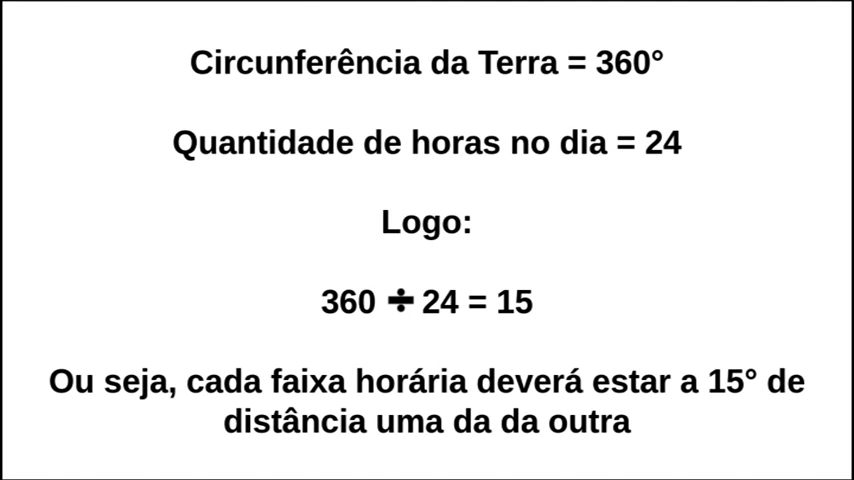 Circunferência da Terra = 360°
Quantidade de horas no dia = 24
Logo:
360 ÷ 24 = 15
Ou seja, cada faixa horária deverá estar a 15° de
distância uma da da outra